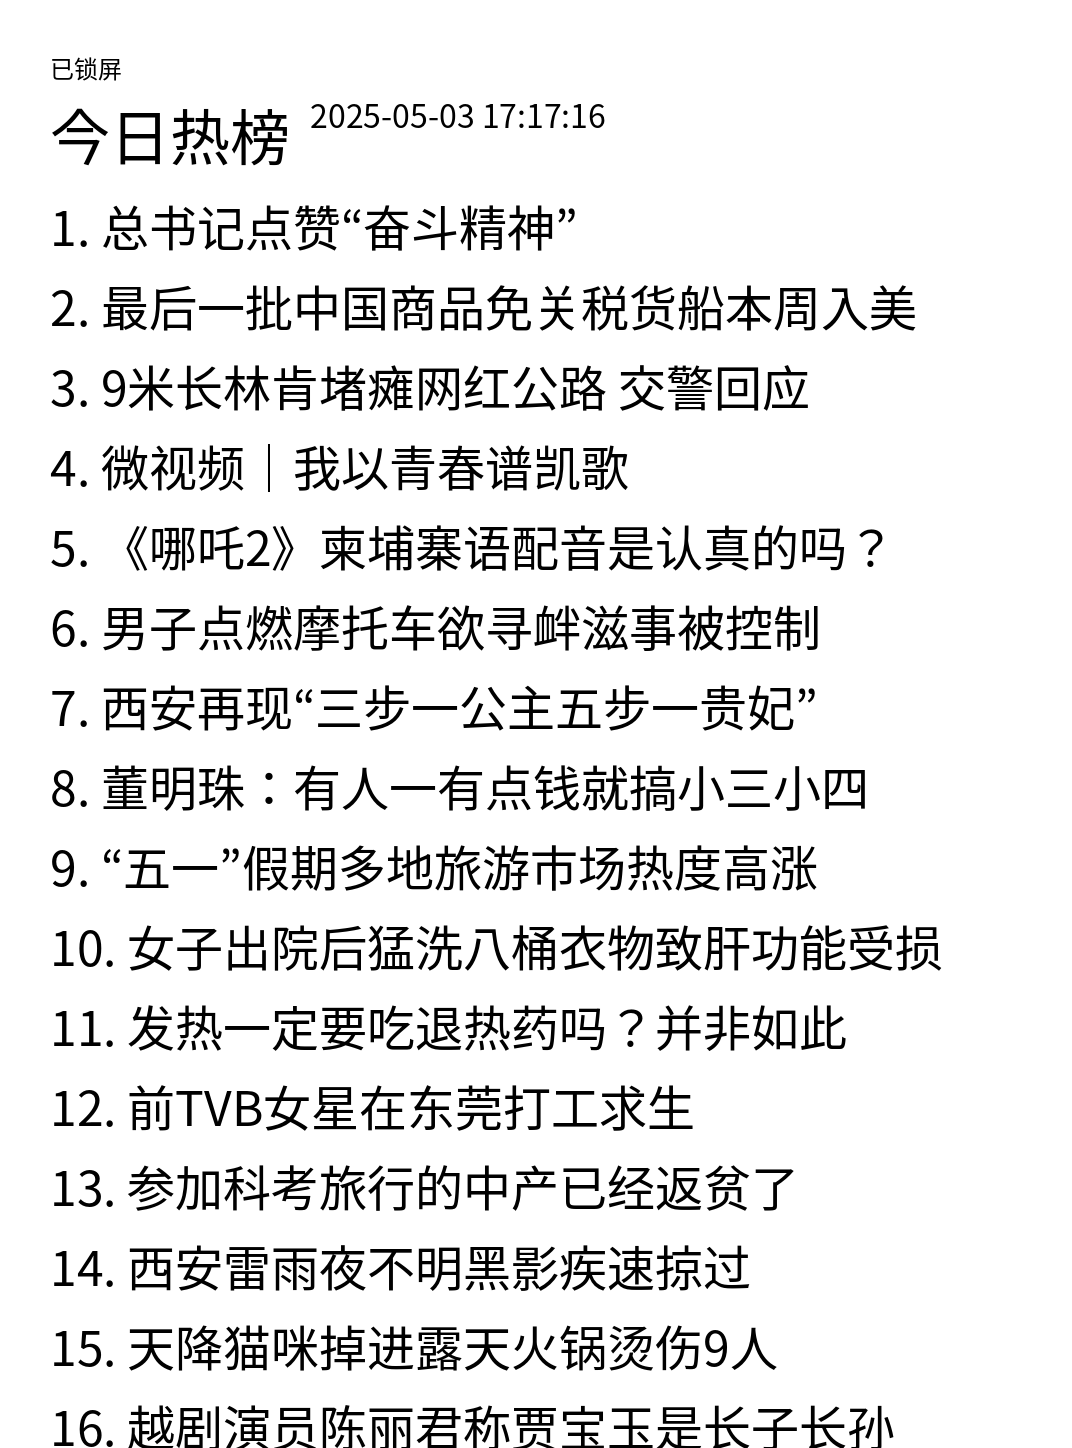 已锁屏
今日热榜 2025-05-03 17:17:16
1. 总书记点赞“奋斗精神”
2. 最后一批中国商品免关税货船本周入美
3. 9米长林肯堵瘫网红公路 交警回应
4. 微视频｜我以青春谱凯歌
5. 《哪吒2》柬埔寨语配音是认真的吗？
6. 男子点燃摩托车欲寻衅滋事被控制
7. 西安再现“三步一公主五步一贵妃”
8. 董明珠：有人一有点钱就搞小三小四
9. “五一”假期多地旅游市场热度高涨
10. 女子出院后猛洗八桶衣物致肝功能受损
11. 发热一定要吃退热药吗？并非如此
12. 前TVB女星在东莞打工求生
13. 参加科考旅行的中产已经返贫了
14. 西安雷雨夜不明黑影疾速掠过
15. 天降猫咪掉进露天火锅烫伤9人
16. 越剧演员陈丽君称贾宝玉是长子长孙